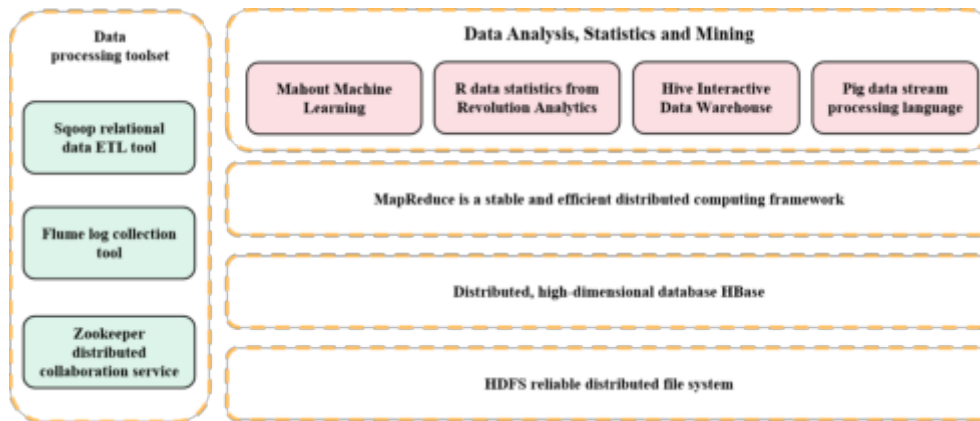 Data
processing toolset
Sqoop relational
data ETL tool
Flume log collection
tool
Zookeeper
distributed
collaboration service
Data Analysis, Statistics and Mining
Mahout Machine
Learning
R data statistics from
Revolution Analytics
Hive Interactive
Data Warehouse
Pig data stream
processing language
MapReduce is a stable and efficient distributed computing framework
Distributed, high-dimensional database HBase
HDFS reliable distributed file system